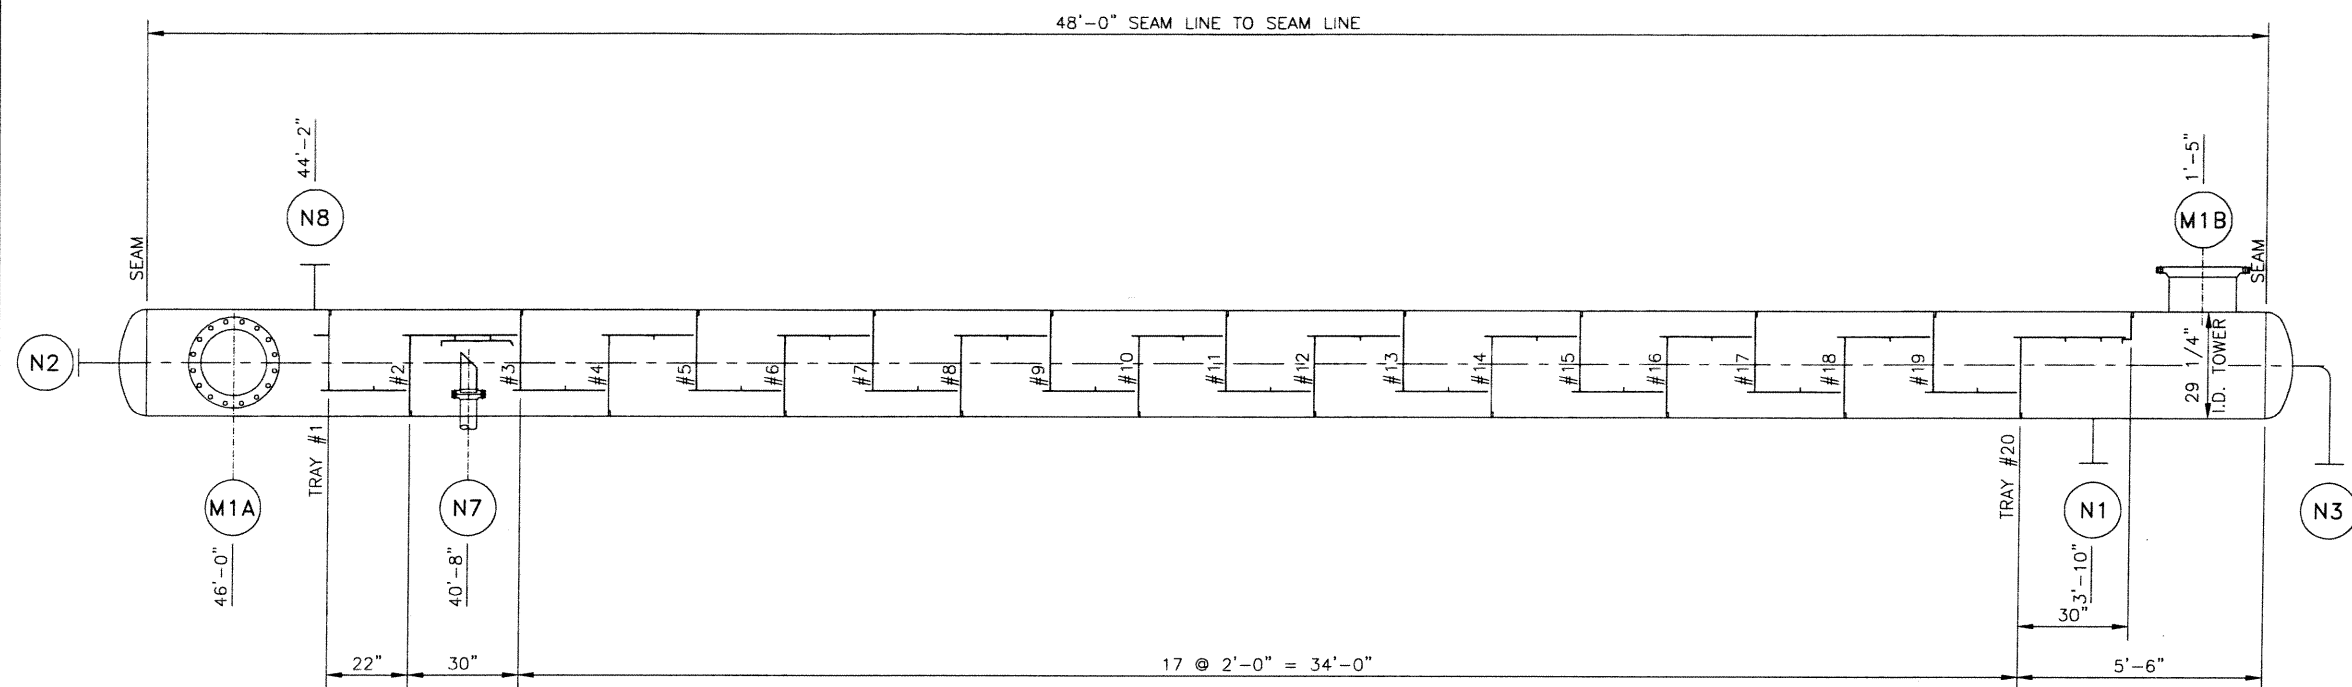 48'-0" SEAM LINE TO SEAM LINE
44'-2"
1'-5"
N8
M1B
SEAM
SEAM
N2
#2
#3
#4
#5
#6
#7
#8
#9
#10
#11
#12
#13
#14
#15
#16
#17
#18
#19
29 1/4"
I.D. TOWER
TRAY #1
TRAY #20
M1A
N7
N1
N3
46'-0"
40'-8"
3'-10"
30"
22"
30"
17 @ 2'-0" = 34'-0"
5'-6"